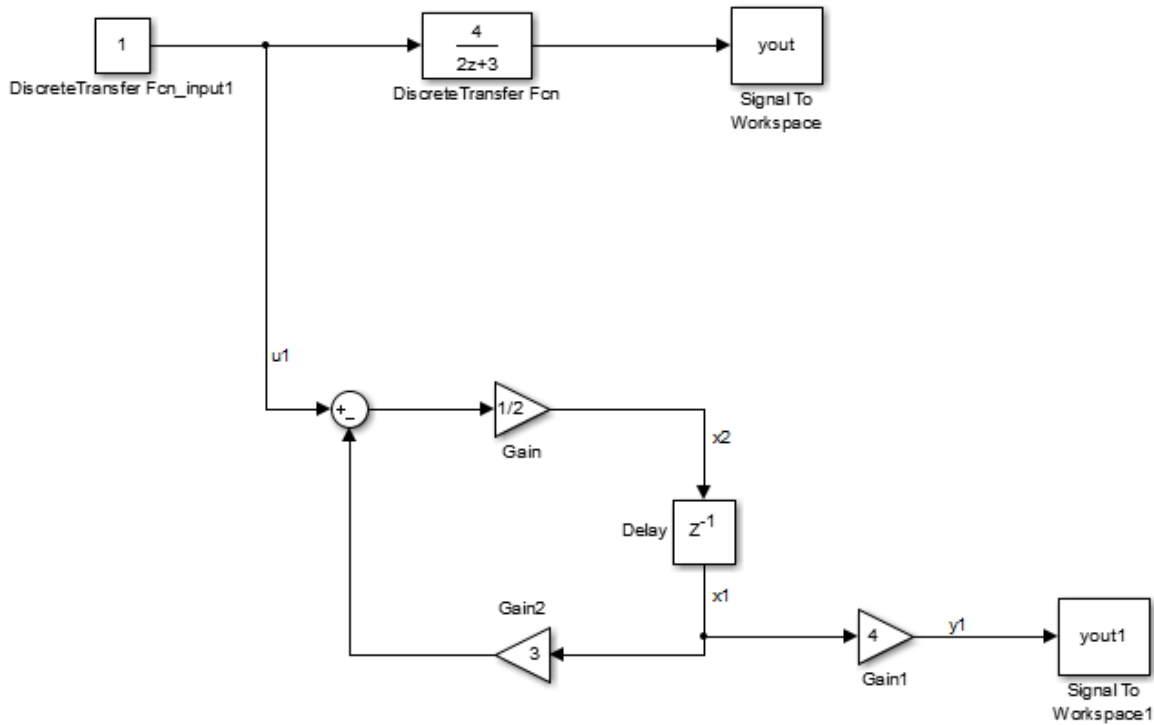 1
DiscreteTransfer Fcn_input1
4
2z+3
DiscreteTransfer Fcn
yout
Signal To
Workspace
u1
+
_
1/2
Gain
x2
Delay
Z-1
x1
Gain2
3
4
Gain1
y1
yout1
Signal To
Workspace1